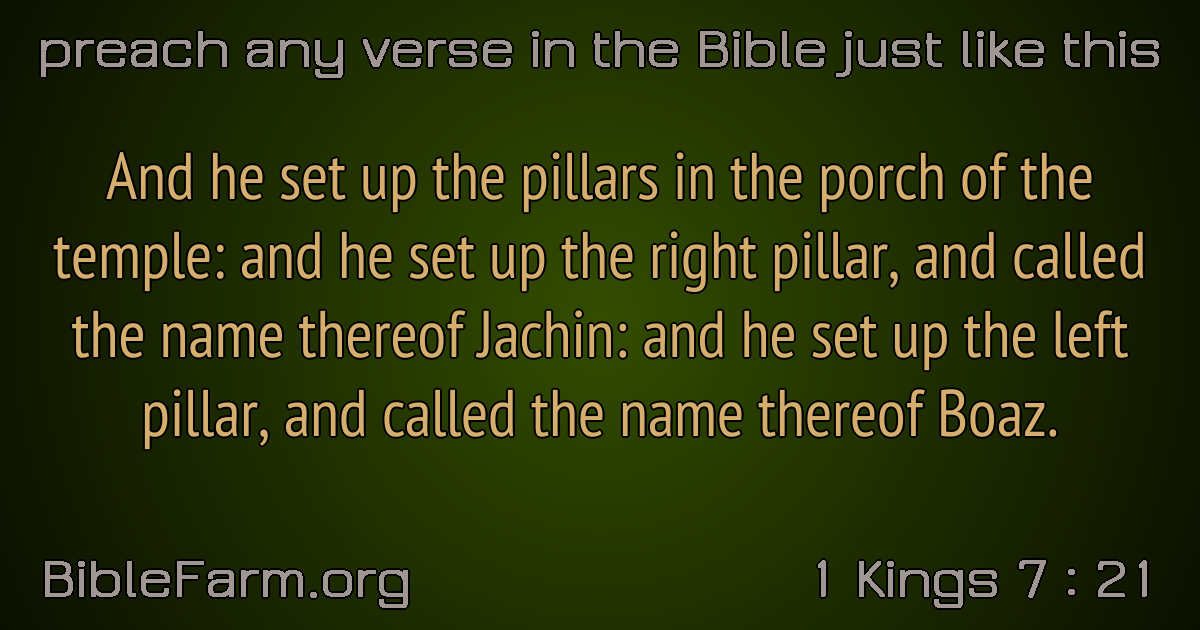 preach any verse in the Bible just like this
And he set up the pillars in the porch of the
temple: and he set up the right pillar, and called
the name thereof Jachin: and he set up the left
pillar, and called the name thereof Boaz.
BibleFarm.org
1 Kings 7 : 21